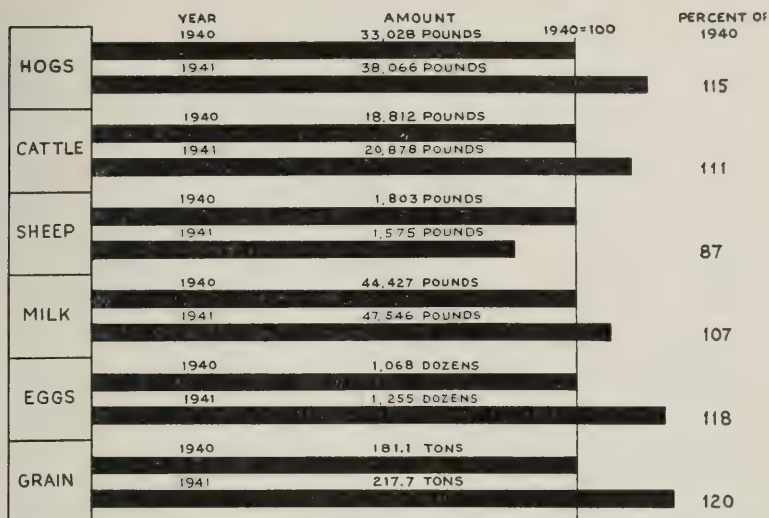 YEAR AMOUNT PERCENT OF
1940 33,028 POUNDS 1940=100 1940
HOGS
1941 38,066 POUNDS
115
1940 18,812 POUNDS
CATTLE
1941 20,878 POUNDS
111
1940 1,803 POUNDS
SHEEP
1941 1,575 POUNDS
87
1940 44,427 POUNDS
MILK
1941 47,546 POUNDS
107
1940 1,068 DOZENS
EGGS
1941 1,255 DOZENS
118
1940 181.1 TONS
GRAIN
1941 217.7 TONS
120